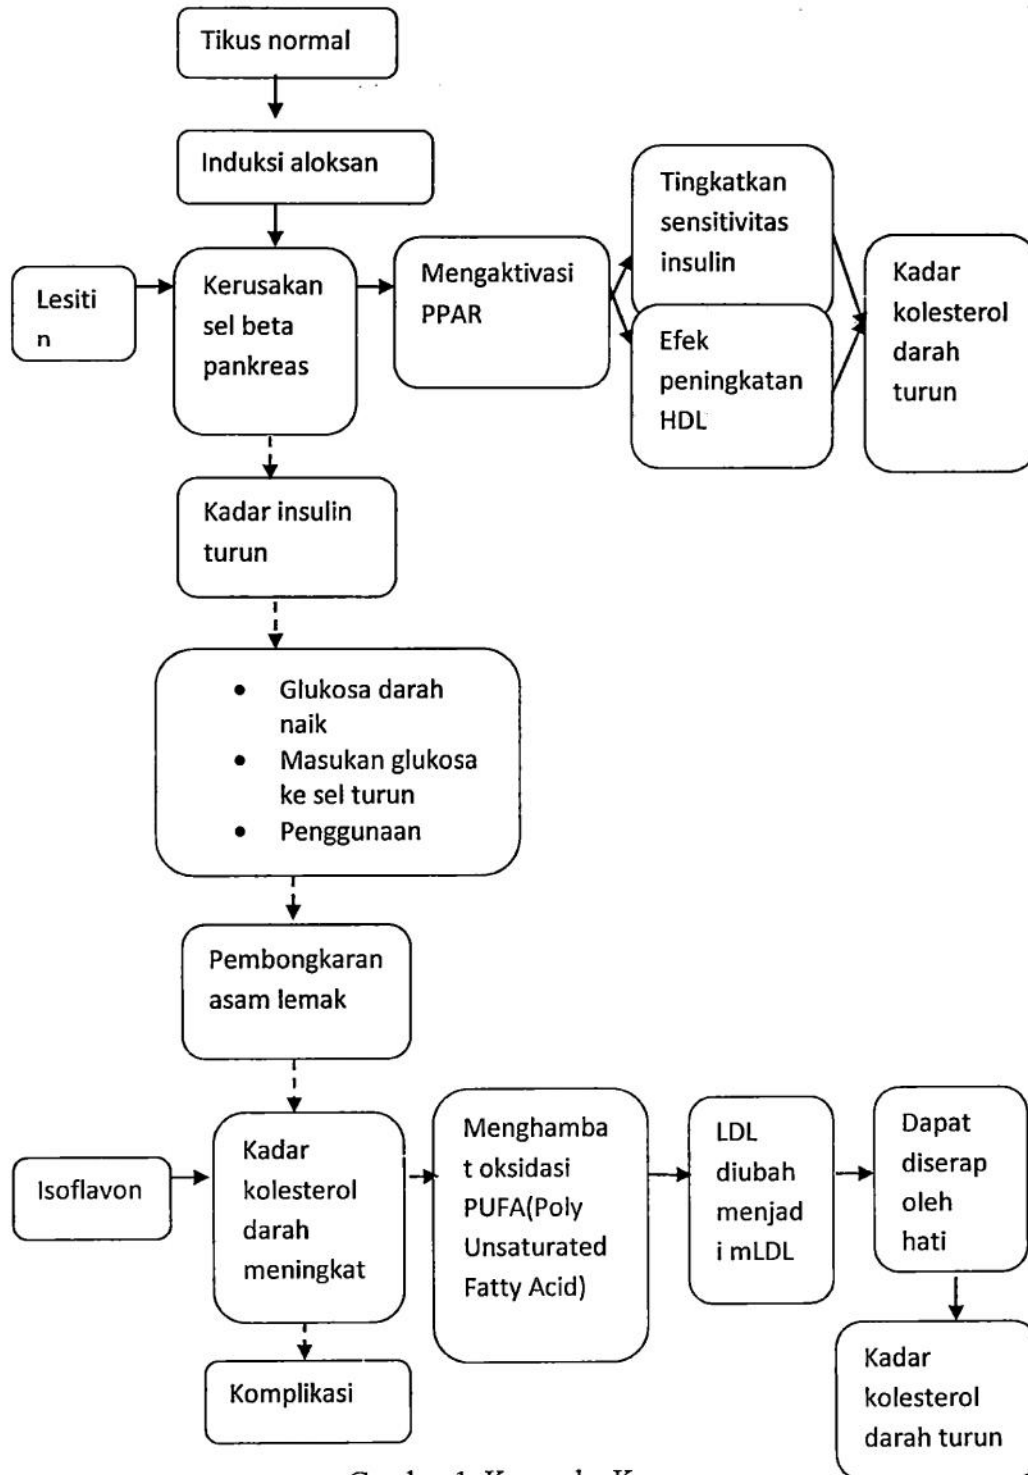 Tikus normal
Induksi aloksan
Lesiti
n
Kerusakan
sel beta
pankreas
Mengaktivasi
PPAR
Tingkatkan
sensitivitas
insulin
Efek
peningkatan
HDL
Kadar
kolesterol
darah
turun
Kadar insulin
turun
• Glukosa darah
naik
• Masukan glukosa
ke sel turun
• Penggunaan
Pembongkaran
asam lemak
Isoflavon
Kadar
kolesterol
darah
meningkat
Menghamba
t oksidasi
PUFA(Poly
Unsaturated
Fatty Acid)
LDL
diubah
menjad
i mLDL
Dapat
diserap
oleh
hati
Kadar
kolesterol
darah turun
Komplikasi